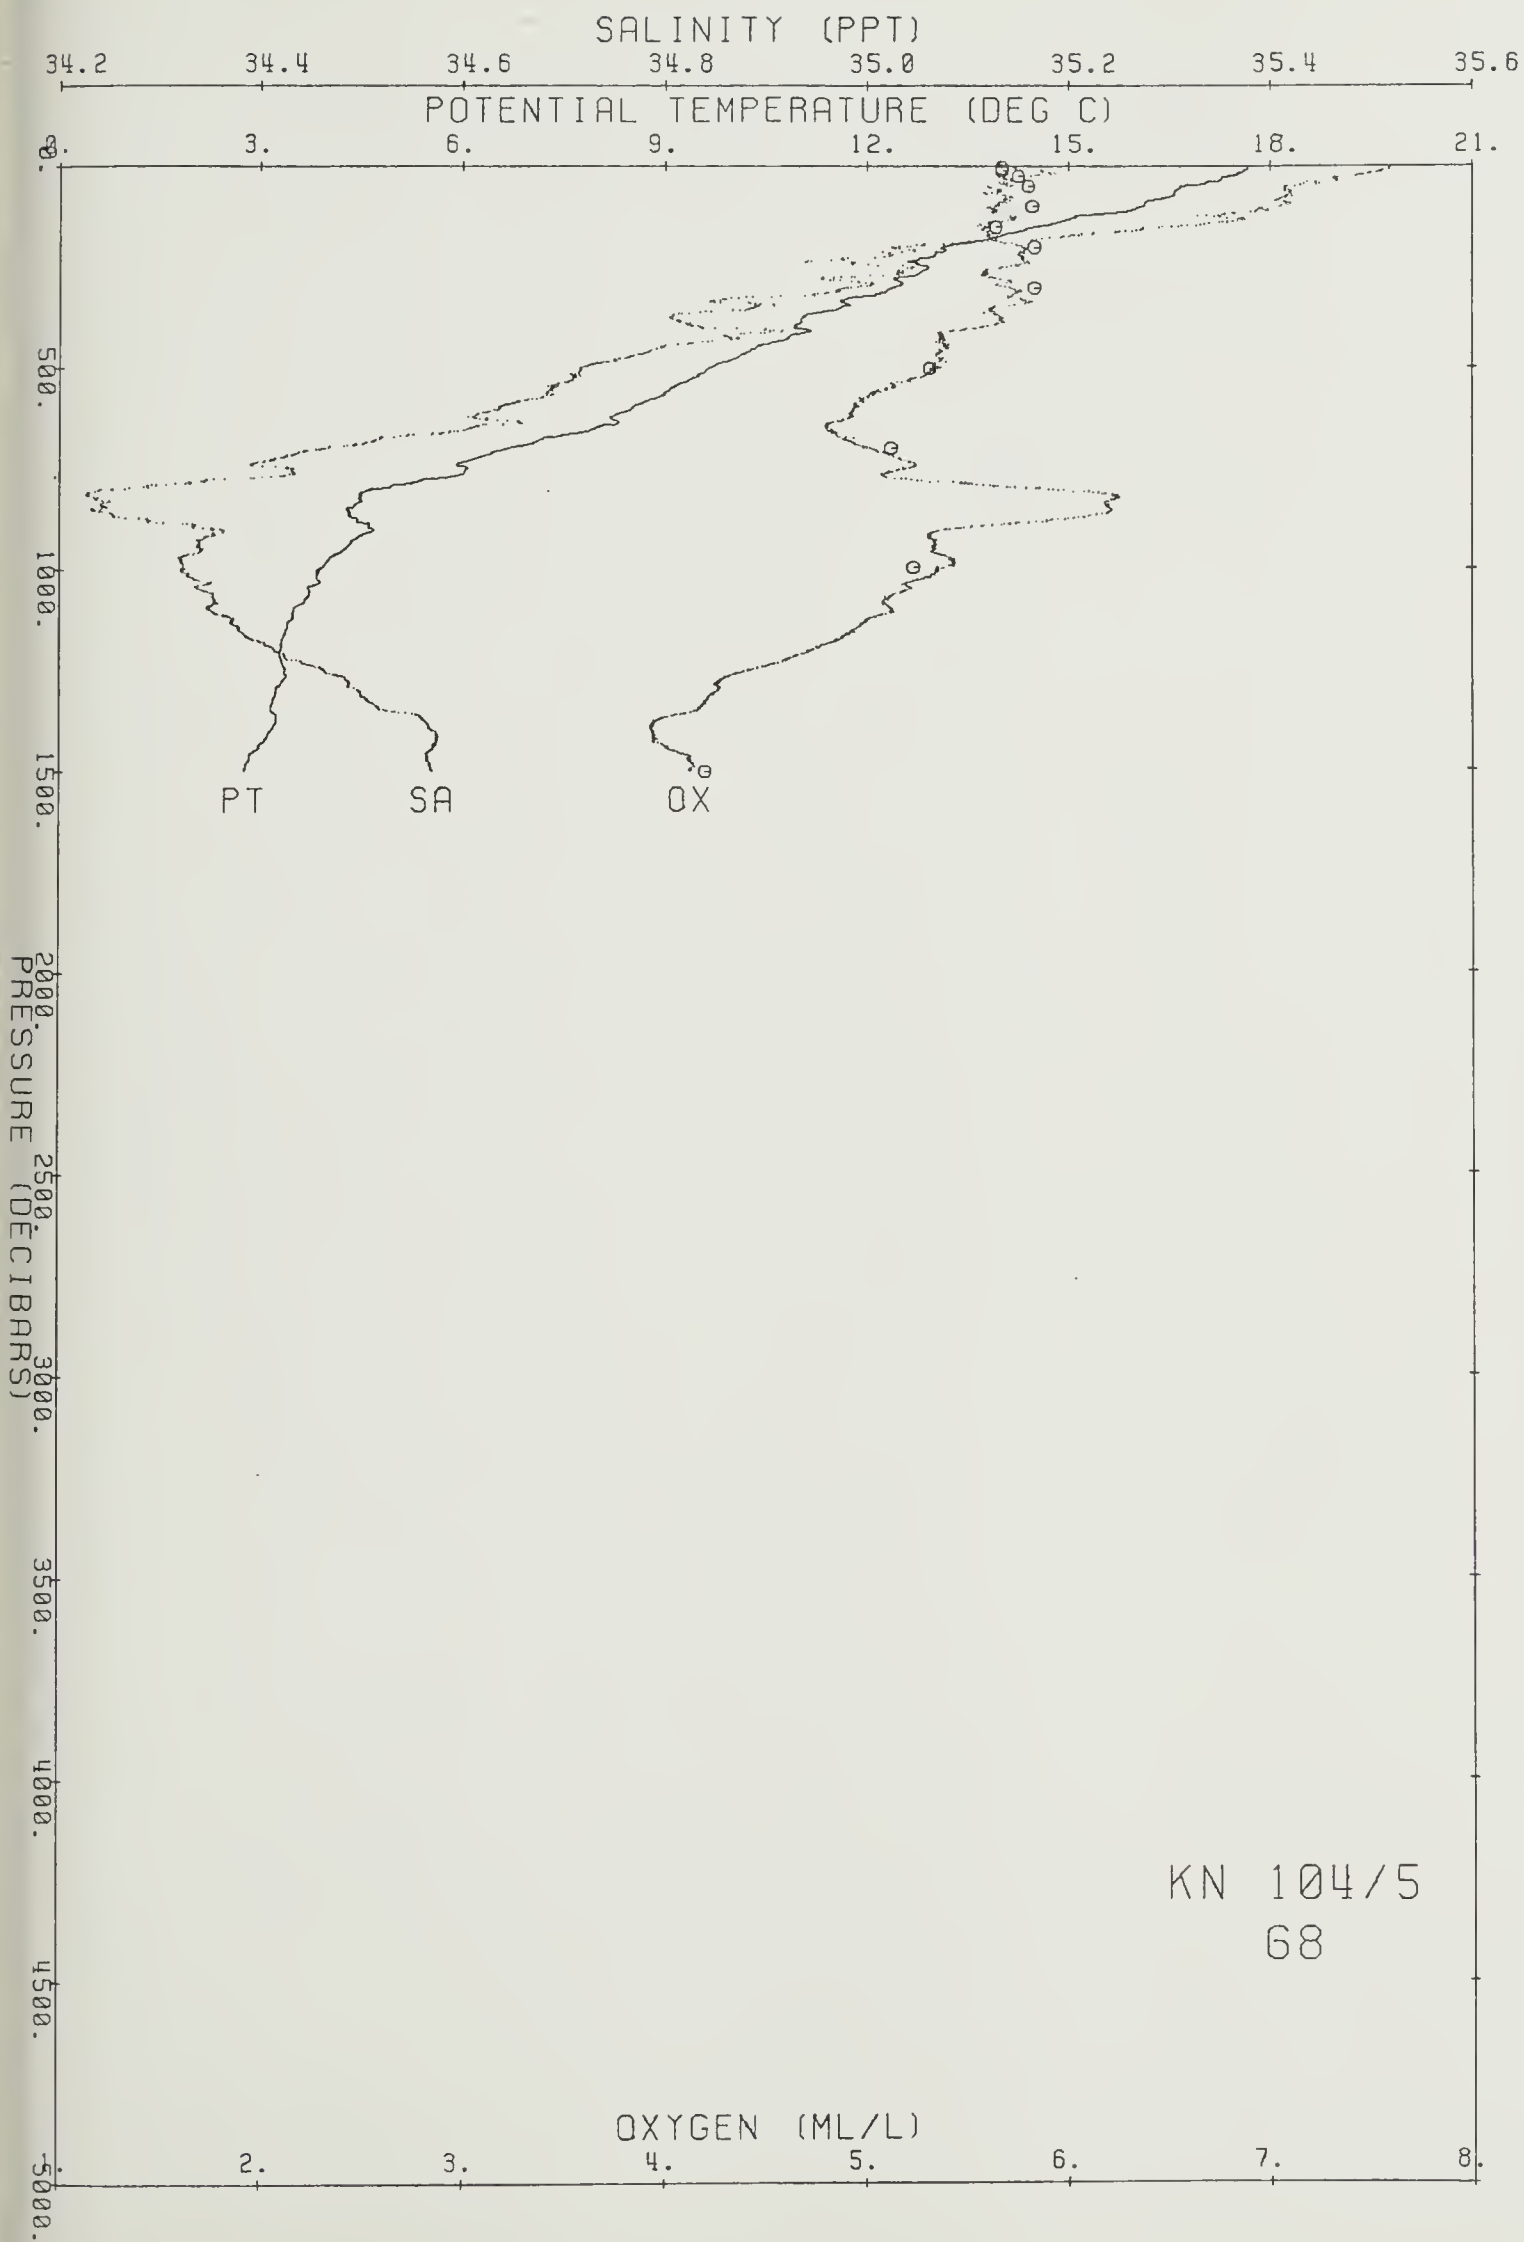 SALINITY (PPT)
34.2 34.4 34.6 34.8 35.0 35.2 35.4 35.6
POTENTIAL TEMPERATURE (DEG C)
0. 3. 6. 9. 12. 15. 18. 21.
500.
1000.
1500.
PT SA OX
2000.
2500.
3000.
3500.
4000.
4500.
5000.
PRESSURE (DECIBARS)
KN 104/5
68
OXYGEN (ML/L)
2. 3. 4. 5. 6. 7. 8.